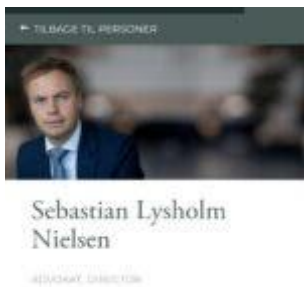 ← TILBAGE TIL PERSONER
Sebastian Lysholm
Nielsen
ADVOKAT, DIRECTOR